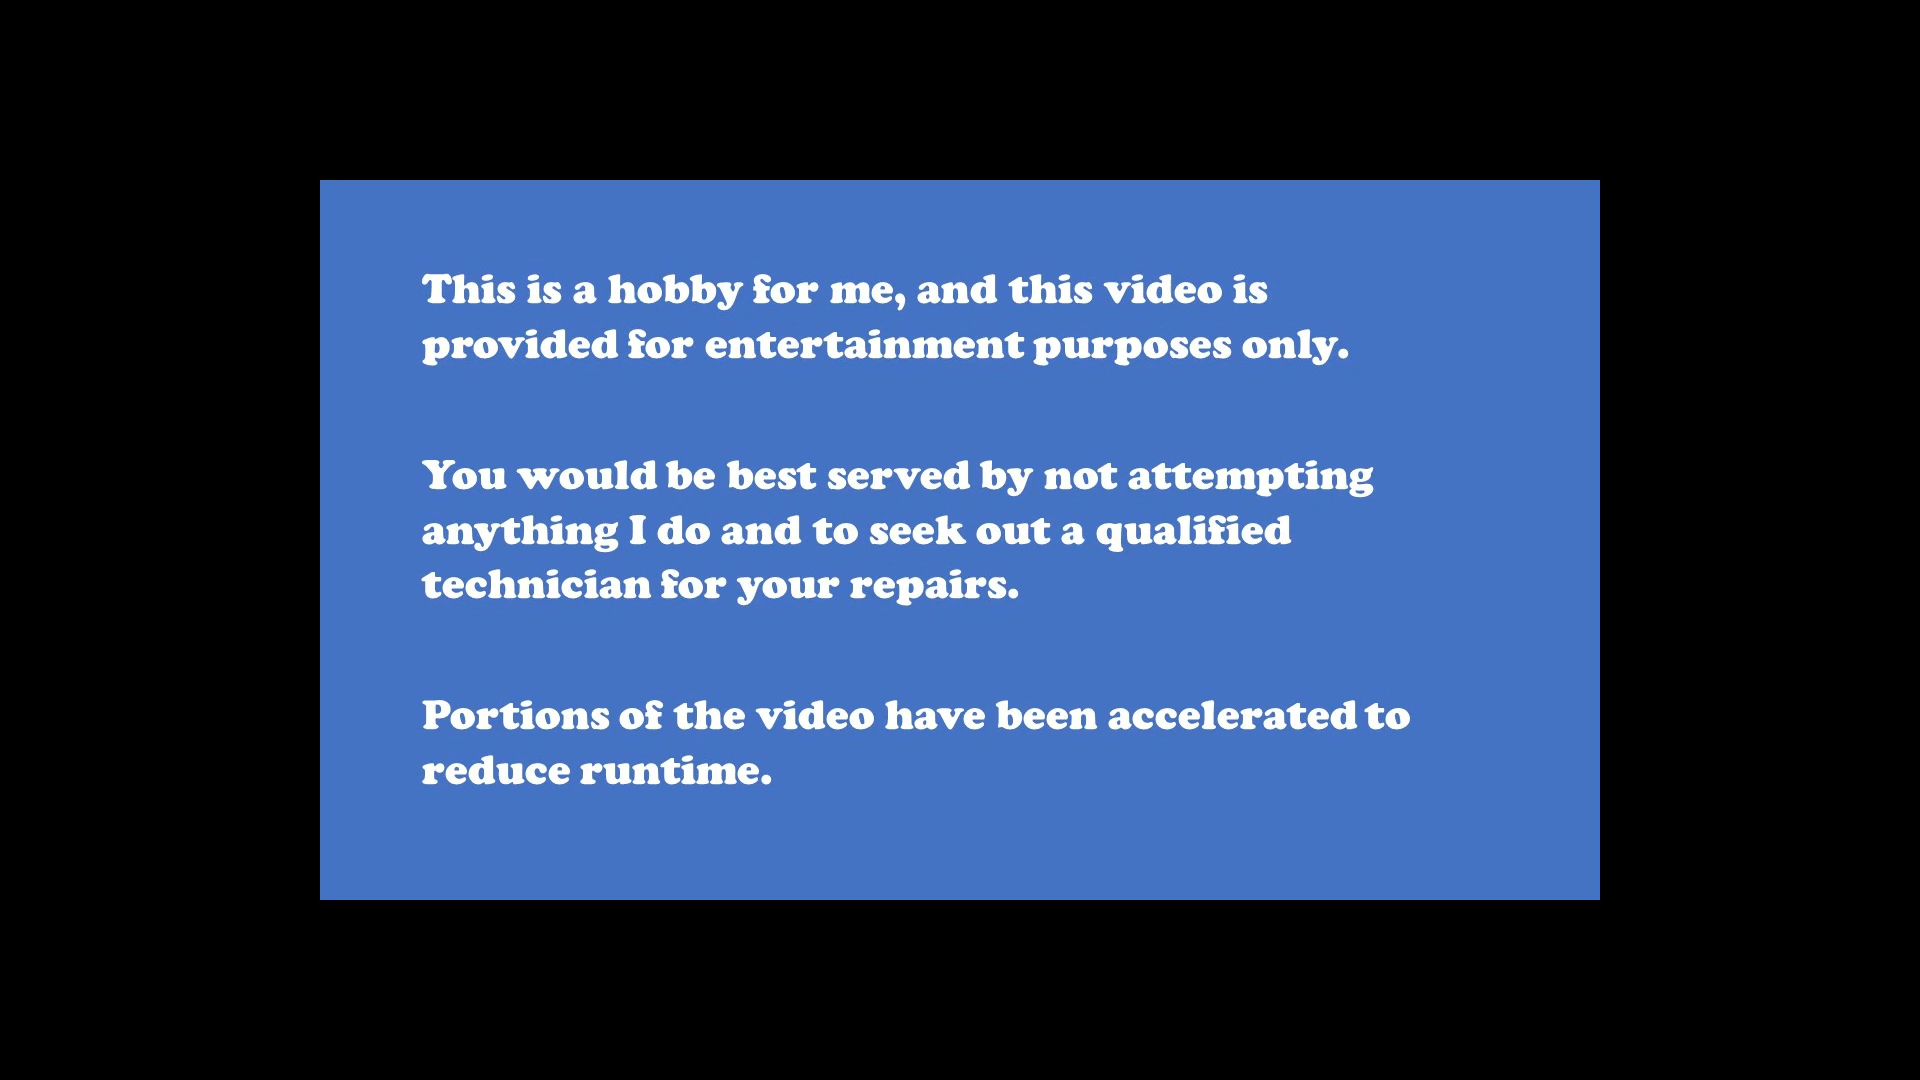 This is a hobby for me, and this video is
provided for entertainment purposes only.
You would be best served by not attempting
anything I do and to seek out a qualified
technician for your repairs.
Portions of the video have been accelerated to
reduce runtime.